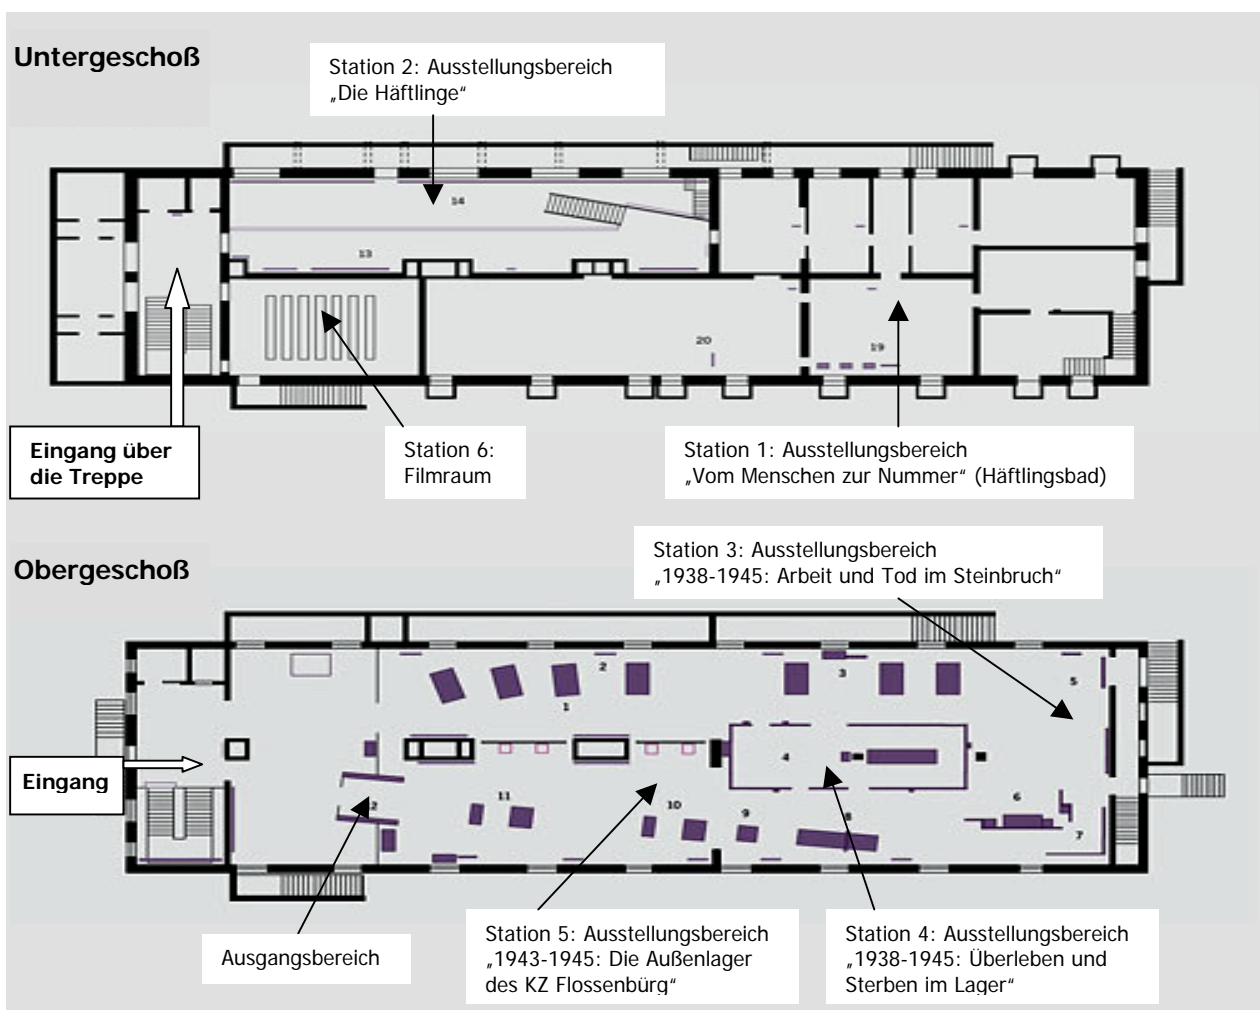 Untergeschoß
Station 2: Ausstellungsbereich
„Die Häftlinge“
14
13
20
19
Eingang über
die Treppe
Station 6:
Filmraum
Station 1: Ausstellungsbereich
„Vom Menschen zur Nummer“ (Häftlingsbad)
Obergeschoß
Station 3: Ausstellungsbereich
„1938-1945: Arbeit und Tod im Steinbruch“
2
3
5
1
4
Eingang
12
11
10
9
8
6
7
Ausgangsbereich
Station 5: Ausstellungsbereich
„1943-1945: Die Außenlager
des KZ Flossenbürg“
Station 4: Ausstellungsbereich
„1938-1945: Überleben und
Sterben im Lager“